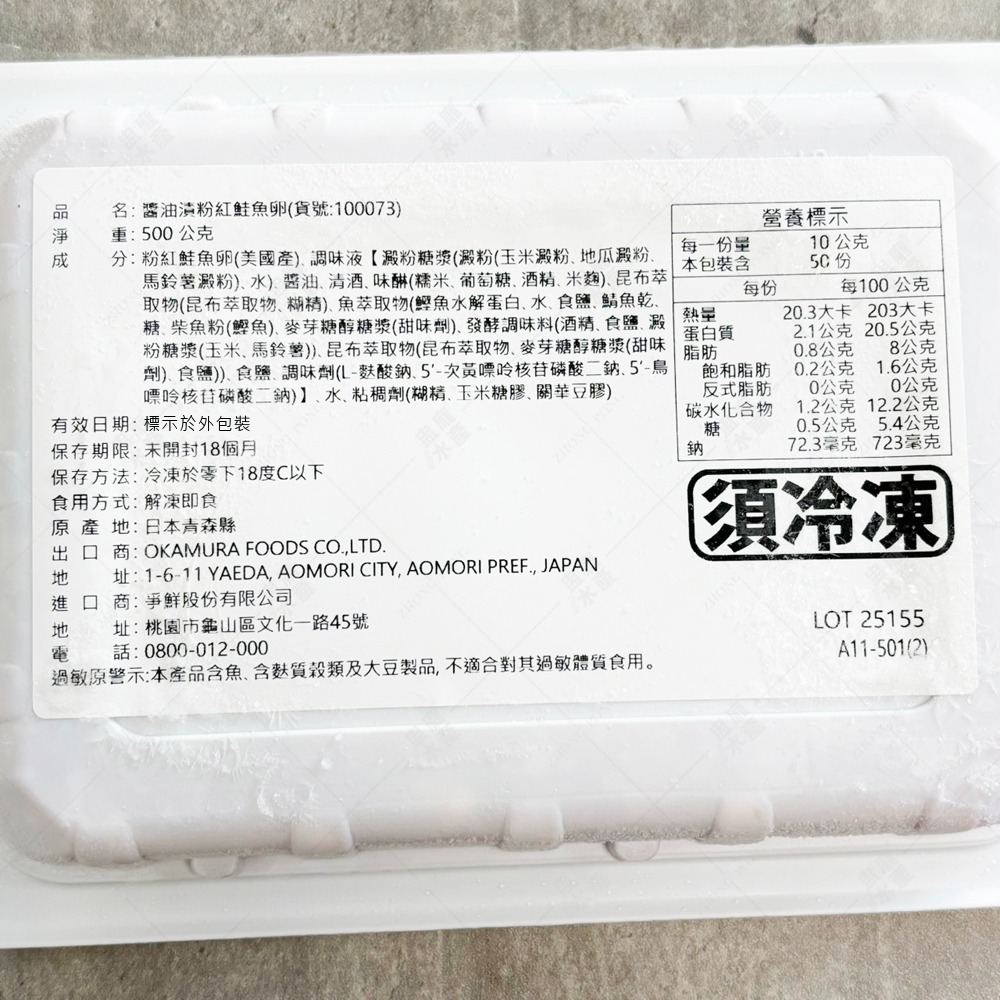 品　　名: 醬油漬粉紅鮭魚卵(貨號:100073)
淨　　重: 500 公克
成　　分: 粉紅鮭魚卵(美國產)、調味液【澱粉糖漿(澱粉(玉米澱粉、地瓜澱粉、
馬鈴薯澱粉)、水)、醬油、清酒、味醂(糯米、葡萄糖、酒精、米麴)、昆布萃
取物(昆布萃取物、糊精)、魚萃取物(鰹魚水解蛋白、水、食鹽、鯖魚乾、
糖、柴魚粉(鰹魚)、麥芽糖醇糖漿(甜味劑)、發酵調味料(酒精、食鹽、澱
粉糖漿(玉米、馬鈴薯))、昆布萃取物(昆布萃取物、麥芽糖醇糖漿(甜味
劑)、食鹽))、食鹽、調味劑(L-麩酸鈉、5'-次黃嘌呤核苷磷酸二鈉、5'-鳥
嘌呤核苷磷酸二鈉)】、水、粘稠劑(糊精、玉米糖膠、關華豆膠)
有效日期: 標示於外包裝
保存期限: 未開封18個月
保存方法: 冷凍於零下18度C以下
食用方式: 解凍即食
原 產 地: 日本青森縣
出 口 商: OKAMURA FOODS CO.,LTD.
地　　址: 1-6-11 YAEDA, AOMORI CITY, AOMORI PREF., JAPAN
進 口 商: 爭鮮股份有限公司
地　　址: 桃園市龜山區文化一路45號
電　　話: 0800-012-000
過敏原警示:本產品含魚、含麩質穀類及大豆製品, 不適合對其過敏體質食用。
營養標示
每一份量 10 公克
本包裝含 50 份
每份 每100 公克
熱量 20.3大卡 203大卡
蛋白質 2.1公克 20.5公克
脂肪 0.8公克 8公克
飽和脂肪 0.2公克 1.6公克
反式脂肪 0公克 0公克
碳水化合物 1.2公克 12.2公克
糖 0.5公克 5.4公克
鈉 72.3毫克 723毫克
須冷凍
LOT 25155
A11-501(2)